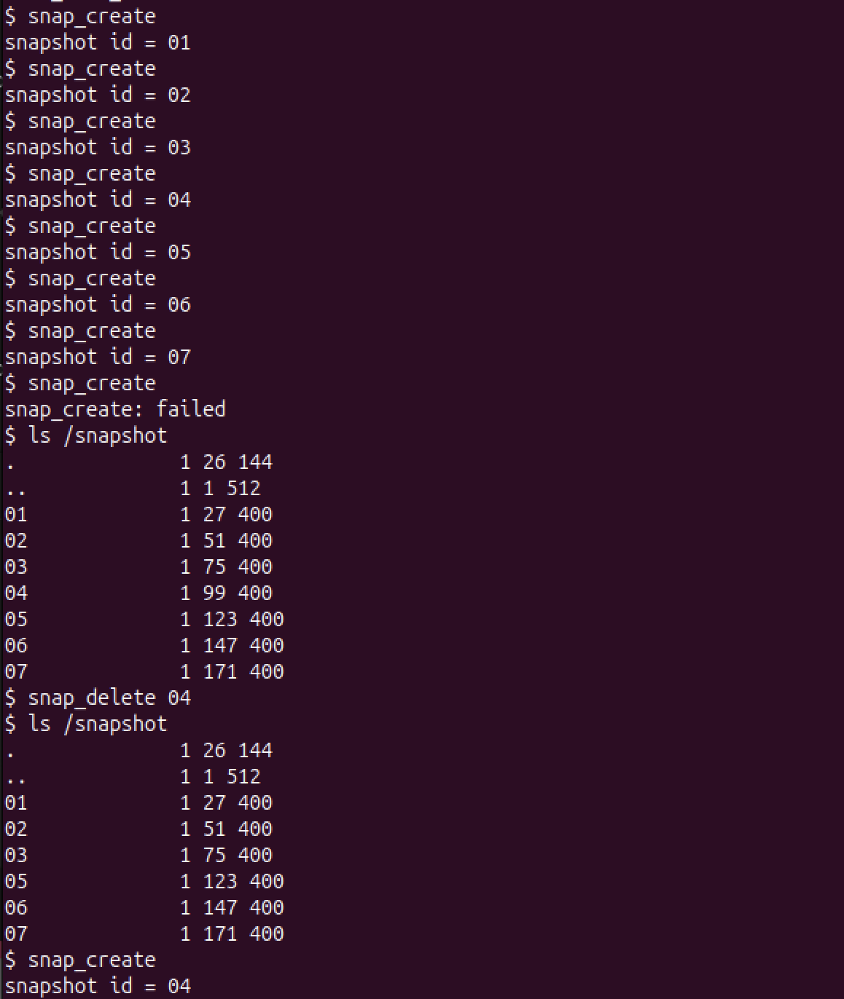 $ snap_create
snapshot id = 01
$ snap_create
snapshot id = 02
$ snap_create
snapshot id = 03
$ snap_create
snapshot id = 04
$ snap_create
snapshot id = 05
$ snap_create
snapshot id = 06
$ snap_create
snapshot id = 07
$ snap_create
snap_create: failed
$ ls /snapshot
.              1 26 144
..             1 1 512
01             1 27 400
02             1 51 400
03             1 75 400
04             1 99 400
05             1 123 400
06             1 147 400
07             1 171 400
$ snap_delete 04
$ ls /snapshot
.              1 26 144
..             1 1 512
01             1 27 400
02             1 51 400
03             1 75 400
05             1 123 400
06             1 147 400
07             1 171 400
$ snap_create
snapshot id = 04